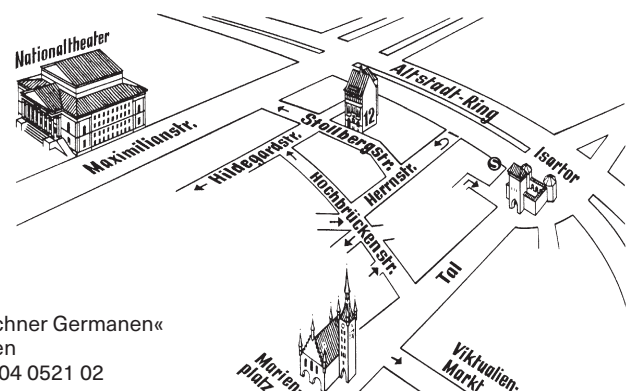 Nationaltheater
Maximilianstr.
Hildegardstr.
Stollbergstr.
12
Altstadt-Ring
Herrnstr.
Hochbrückenstr.
S
Isartor
Tal
Marien-
platz
Viktualien.
Markt
chner Germanen«
en
04 0521 02